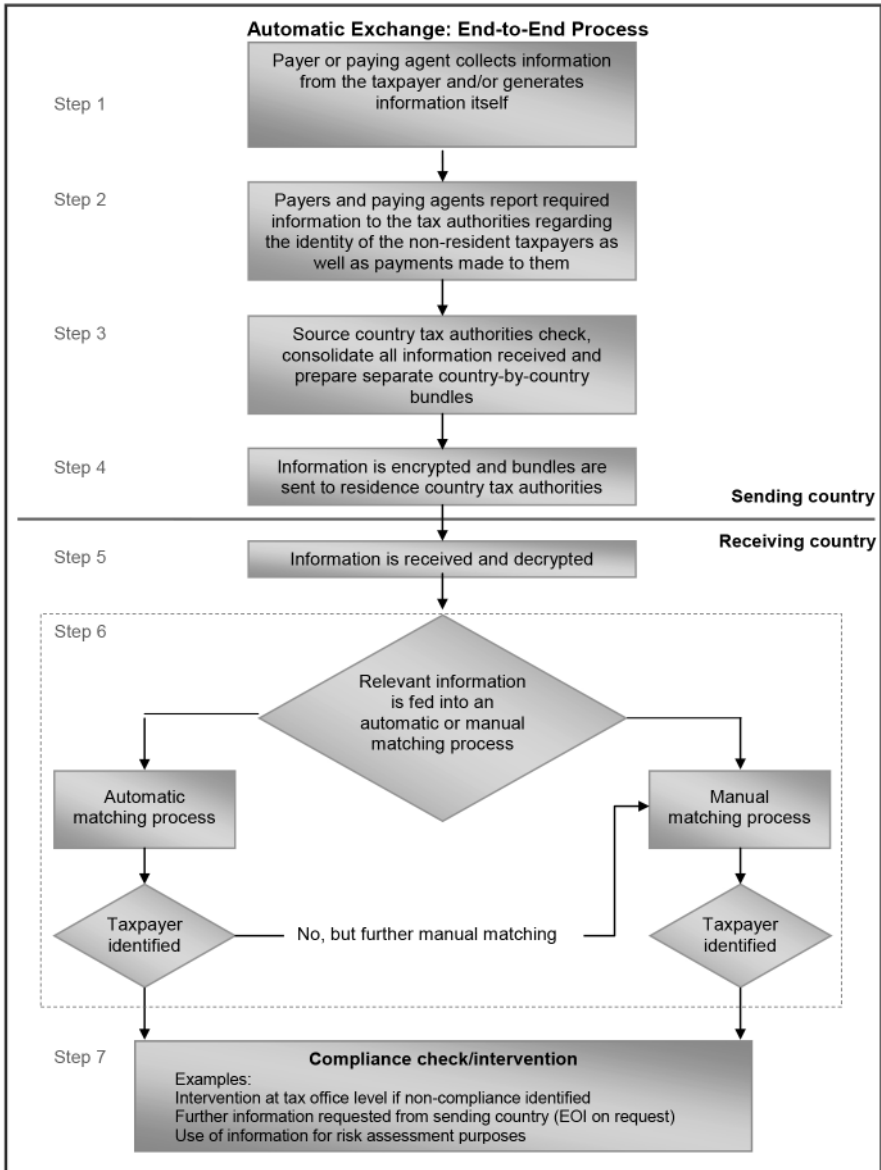 Automatic Exchange: End-to-End Process
Step 1
Payer or paying agent collects information
from the taxpayer and/or generates
information itself
Step 2
Payers and paying agents report required
information to the tax authorities regarding
the identity of the non-resident taxpayers as
well as payments made to them
Step 3
Source country tax authorities check,
consolidate all information received and
prepare separate country-by-country
bundles
Step 4
Information is encrypted and bundles are
sent to residence country tax authorities
Sending country
Receiving country
Step 5
Information is received and decrypted
Step 6
Relevant information
is fed into an
automatic or manual
matching process
Automatic
matching process
Manual
matching process
Taxpayer
identified
No, but further manual matching
Taxpayer
identified
Step 7
Compliance check/intervention
Examples:
Intervention at tax office level if non-compliance identified
Further information requested from sending country (EOI on request)
Use of information for risk assessment purposes